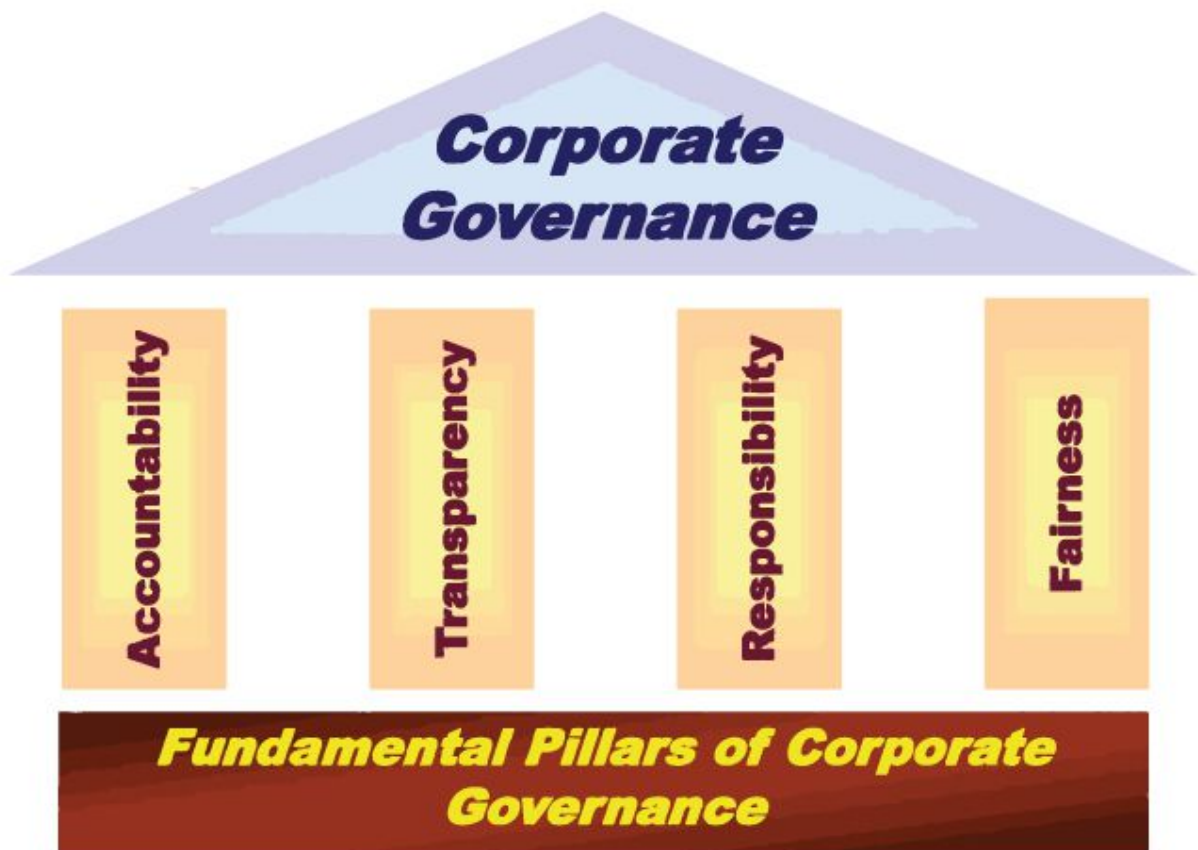 Corporate
Governance
Accountability
Transparency
Responsibility
Fairness
Fundamental Pillars of Corporate
Governance